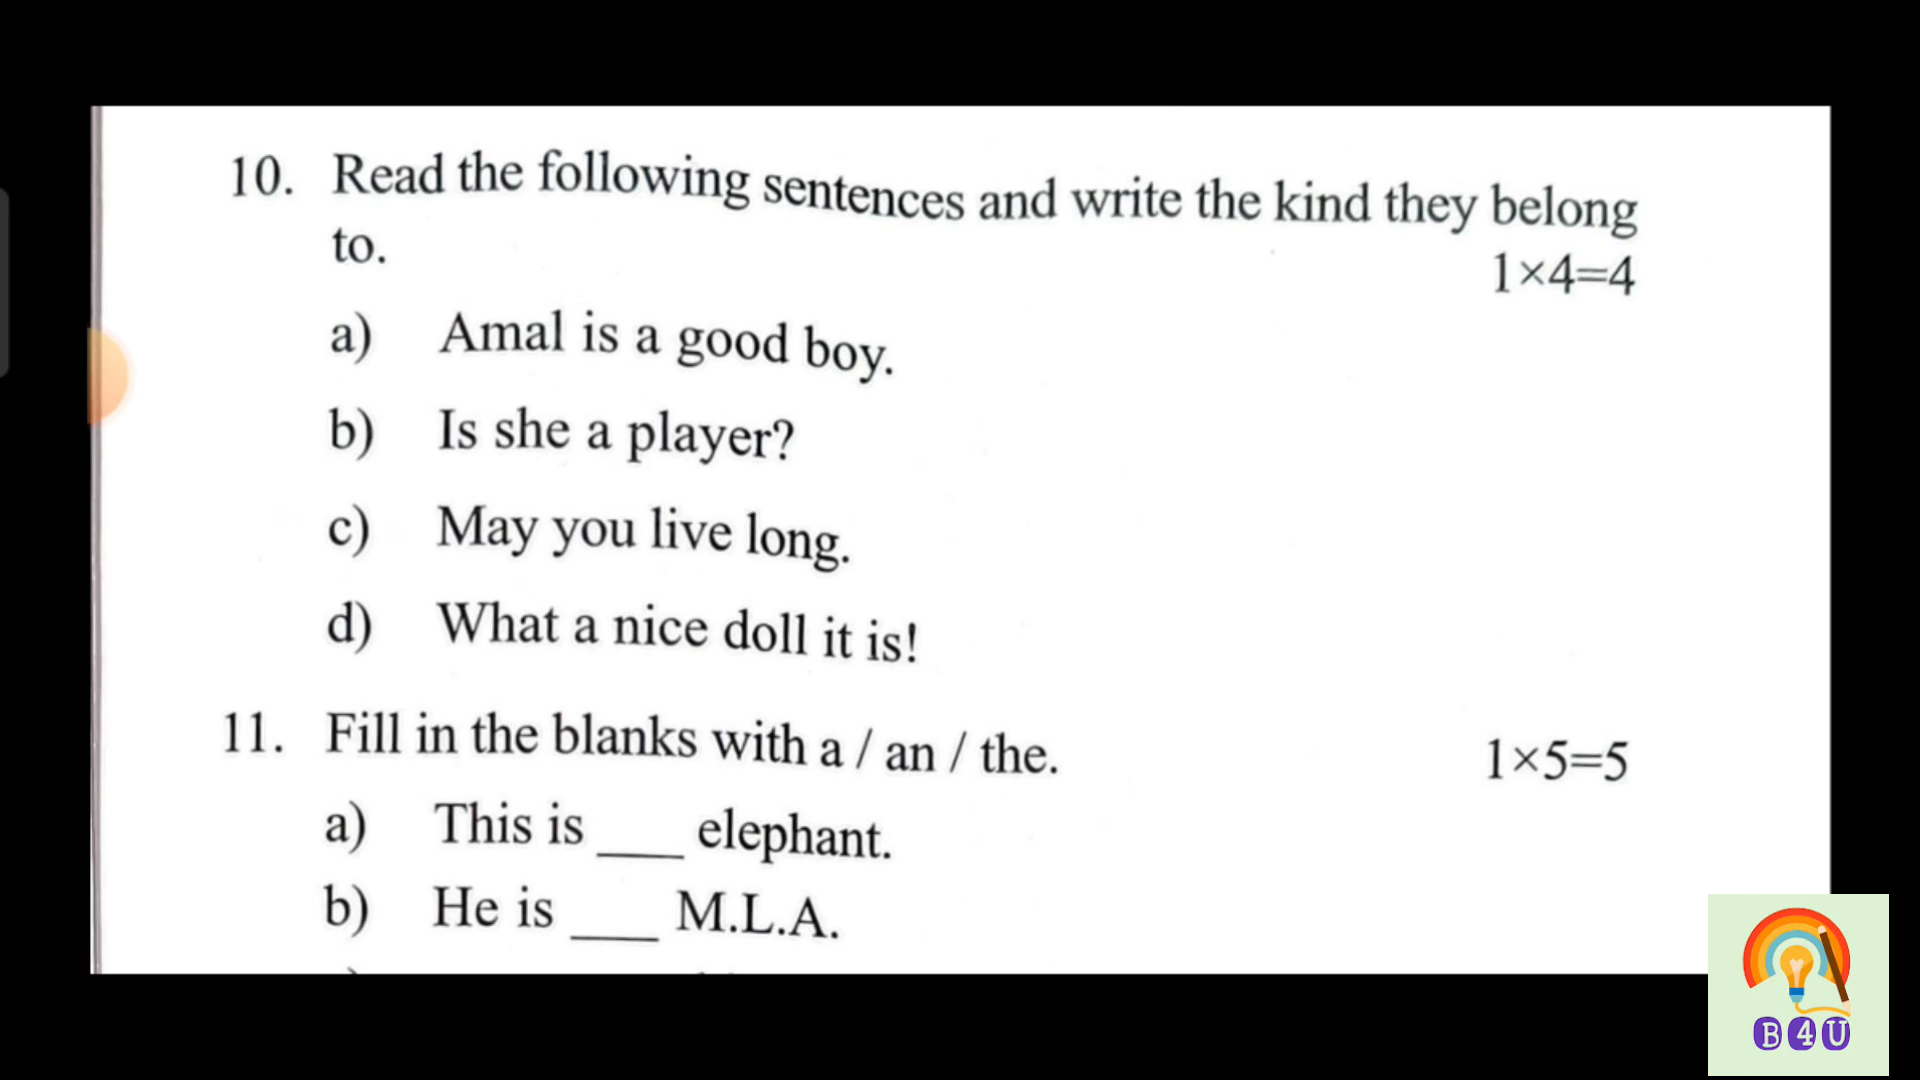 10. Read the following sentences and write the kind they belong
to.
1×4=4
a) Amal is a good boy.
b) Is she a player?
c) May you live long.
d) What a nice doll it is!
11. Fill in the blanks with a / an / the.
1×5=5
a) This is ___ elephant.
b) He is ___ M.L.A.
B4U